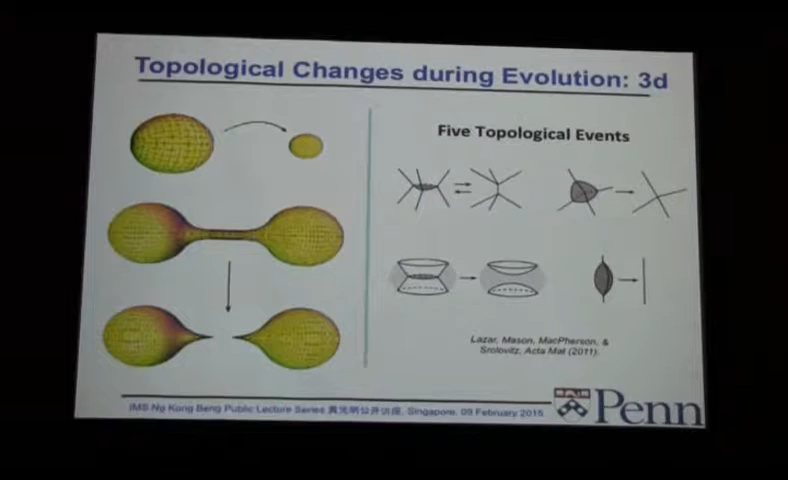 Topological Changes during Evolution: 3d
Five Topological Events
Lazar, Mason, MacPherson, &
Srolovitz, Acta Mat (2011).
IMS Ng Kong Beng Public Lecture Series 黄光明公开讲座, Singapore, 09 February 2015
Penn